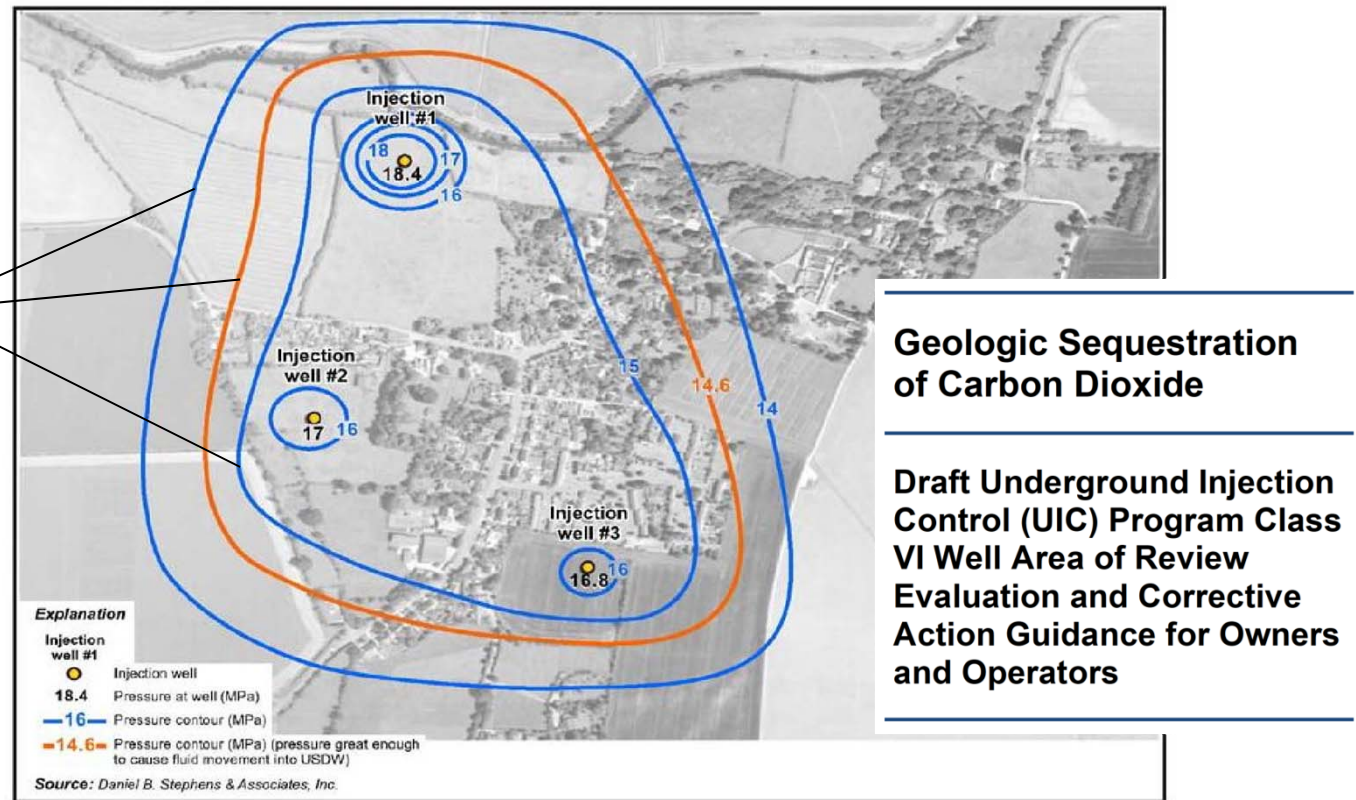 Injection
well #1
18
17
18.4
16
Injection
well #2
17
16
15
14.6
14
Injection
well #3
16.8
16
Explanation
Injection
well #1
Injection well
18.4 Pressure at well (MPa)
16 Pressure contour (MPa)
14.6 Pressure contour (MPa) (pressure great enough
to cause fluid movement into USDW)
Source: Daniel B. Stephens & Associates, Inc.
Geologic Sequestration
of Carbon Dioxide
Draft Underground Injection
Control (UIC) Program Class
VI Well Area of Review
Evaluation and Corrective
Action Guidance for Owners
and Operators